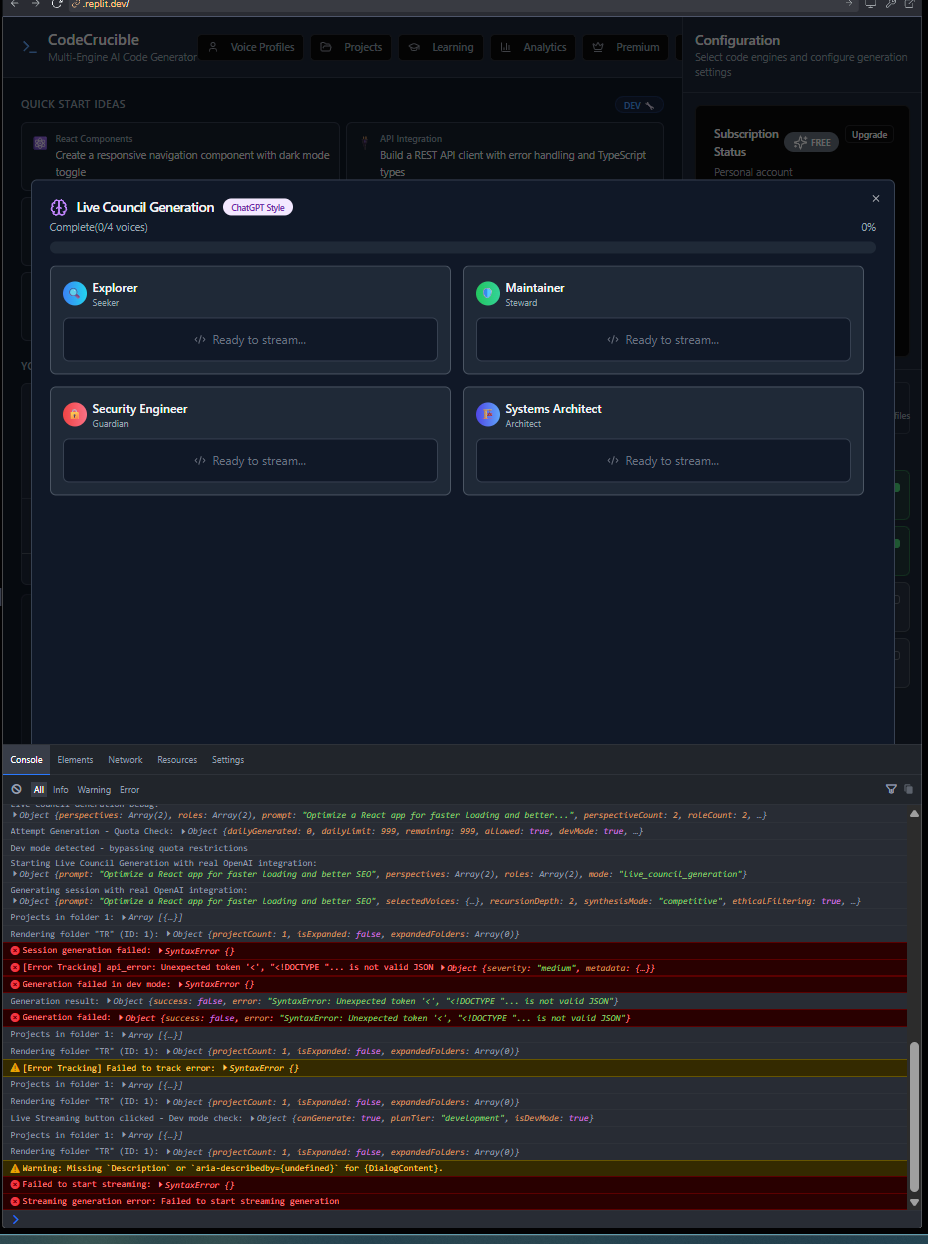 .replit.dev/
CodeCrucible
Multi-Engine AI Code Generator
Voice Profiles
Projects
Learning
Analytics
Premium
Configuration
Select code engines and configure generation
settings
QUICK START IDEAS
DEV
React Components
Create a responsive navigation component with dark mode
toggle
API Integration
Build a REST API client with error handling and TypeScript
types
Subscription
Status
FREE
Upgrade
Personal account
Live Council Generation
ChatGPT Style
Complete(0/4 voices)
0%
Explorer
Seeker
</> Ready to stream...
Maintainer
Steward
</> Ready to stream...
Security Engineer
Guardian
</> Ready to stream...
Systems Architect
Architect
</> Ready to stream...
YO
files
Console
Elements
Network
Resources
Settings
All
Info
Warning
Error
Live Council Generation Debug:
Object {perspectives: Array(2), roles: Array(2), prompt: "Optimize a React app for faster loading and better...", perspectiveCount: 2, roleCount: 2, …}
Attempt Generation - Quota Check: Object {dailyGenerated: 0, dailyLimit: 999, remaining: 999, allowed: true, devMode: true, …}
Dev mode detected - bypassing quota restrictions
Starting Live Council Generation with real OpenAI integration:
Object {prompt: "Optimize a React app for faster loading and better SEO", perspectives: Array(2), roles: Array(2), mode: "live_council_generation"}
Generating session with real OpenAI integration:
Object {prompt: "Optimize a React app for faster loading and better SEO", selectedVoices: {…}, recursionDepth: 2, synthesisMode: "competitive", ethicalFiltering: true, …}
Projects in folder 1: Array [{…}]
Rendering folder "TR" (ID: 1): Object {projectCount: 1, isExpanded: false, expandedFolders: Array(0)}
Session generation failed: SyntaxError {}
[Error Tracking] api_error: Unexpected token '<', "<!DOCTYPE "... is not valid JSON Object {severity: "medium", metadata: {…}}
Generation failed in dev mode: SyntaxError {}
Generation result: Object {success: false, error: "SyntaxError: Unexpected token '<', "<!DOCTYPE "... is not valid JSON"}
Generation failed: Object {success: false, error: "SyntaxError: Unexpected token '<', "<!DOCTYPE "... is not valid JSON"}
Projects in folder 1: Array [{…}]
Rendering folder "TR" (ID: 1): Object {projectCount: 1, isExpanded: false, expandedFolders: Array(0)}
[Error Tracking] Failed to track error: SyntaxError {}
Projects in folder 1: Array [{…}]
Rendering folder "TR" (ID: 1): Object {projectCount: 1, isExpanded: false, expandedFolders: Array(0)}
Live Streaming button clicked - Dev mode check: Object {canGenerate: true, planTier: "development", isDevMode: true}
Projects in folder 1: Array [{…}]
Rendering folder "TR" (ID: 1): Object {projectCount: 1, isExpanded: false, expandedFolders: Array(0)}
Warning: Missing `Description` or `aria-describedby={undefined}` for {DialogContent}.
Failed to start streaming: SyntaxError {}
Streaming generation error: Failed to start streaming generation